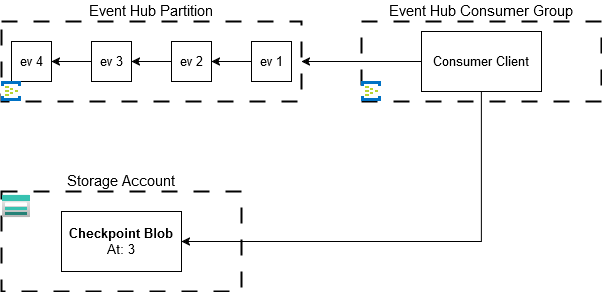 Event Hub Partition
Event Hub Consumer Group
ev 4
ev 3
ev 2
ev 1
Consumer Client
Storage Account
Checkpoint Blob
At: 3